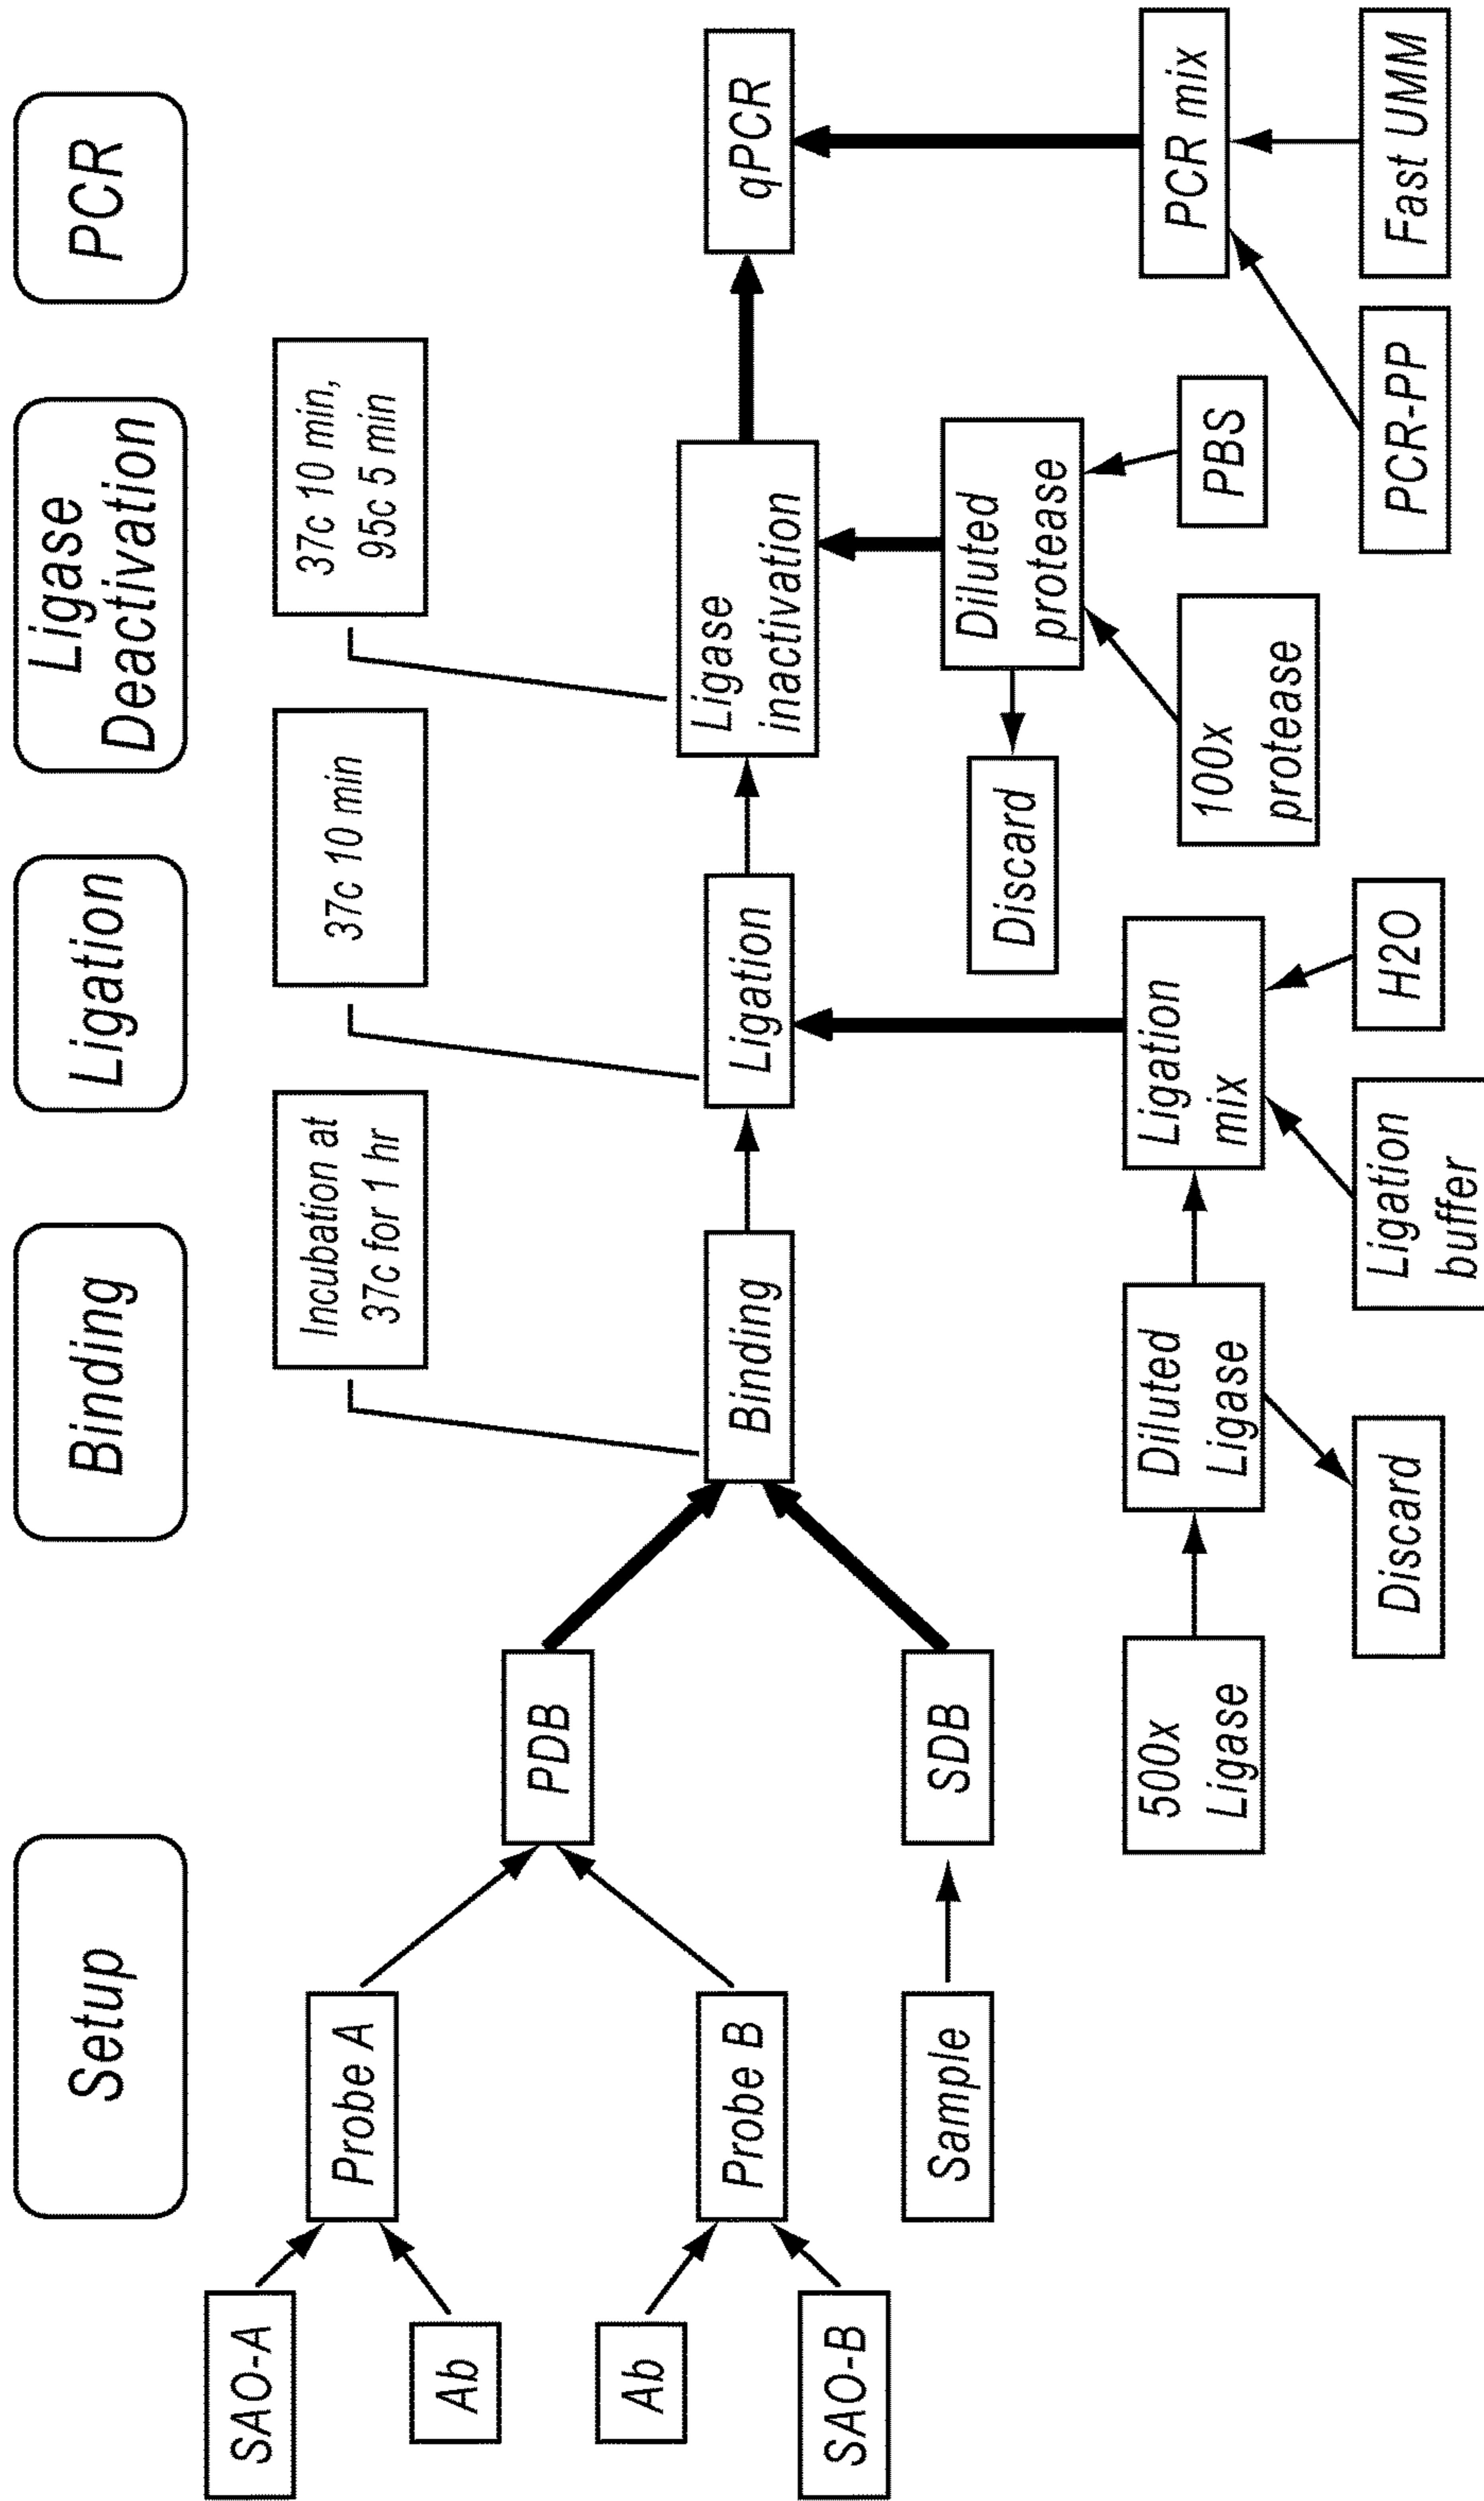 Setup
Binding
Ligation
Ligase
Deactivation
PCR
Incubation at
37c for 1 hr
37c 10 min
37c 10 min,
95c 5 min
SAO-A
Ab
Ab
SAO-B
Probe A
Probe B
Sample
PDB
SDB
Binding
Ligation
Ligase
inactivation
qPCR
Diluted
protease
Discard
100x
protease
PBS
500x
Ligase
Diluted
Ligase
Discard
Ligation
mix
Ligation
buffer
H2O
PCR mix
PCR-PP
Fast UMM